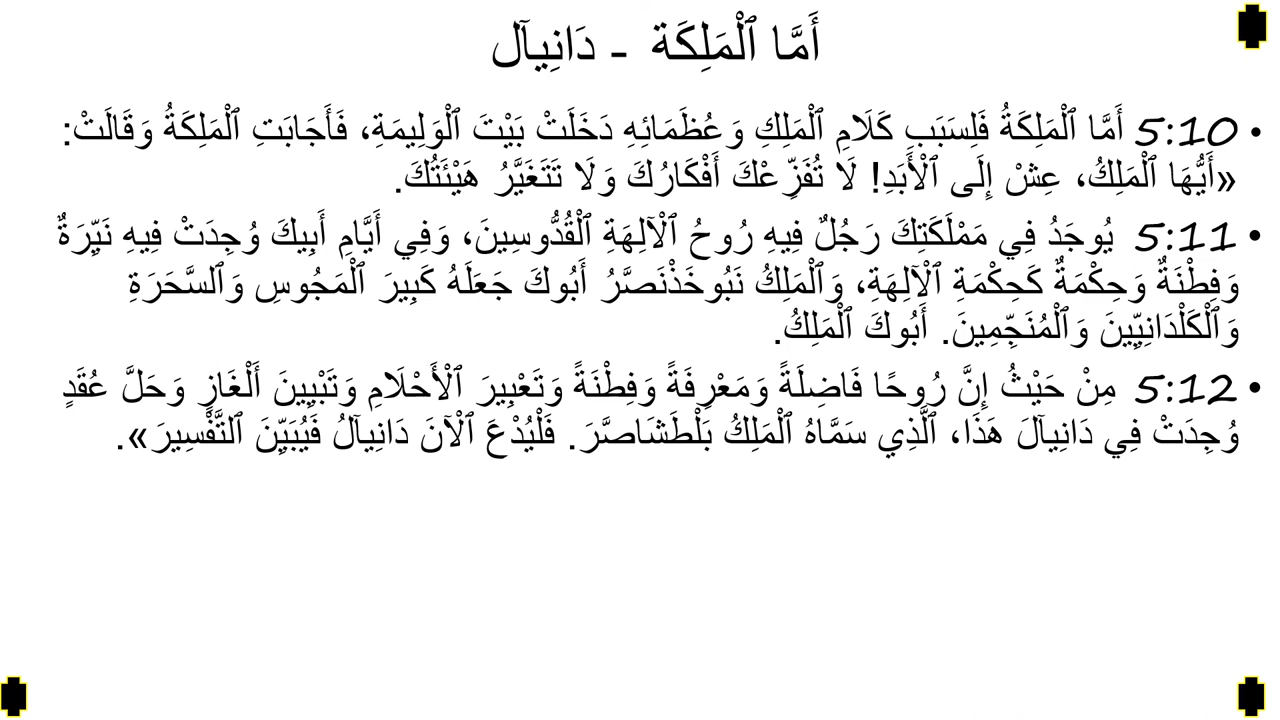 أَمَّا ٱلْمَلِكَة - دَانِيآل
• 5:10 أَمَّا ٱلْمَلِكَةُ فَلِسَبَبِ كَلَامِ ٱلْمَلِكِ وَعُظَمَائِهِ دَخَلَتْ بَيْتَ ٱلْوَلِيمَةِ، فَأَجَابَتِ ٱلْمَلِكَةُ وَقَالَتْ:
«أَيُّهَا ٱلْمَلِكُ، عِشْ إِلَى ٱلْأَبَدِ! لَا تُفَزِّعْكَ أَفْكَارُكَ وَلَا تَتَغَيَّرُ هَيْئَتُكَ.
• 5:11 يُوجَدُ فِي مَمْلَكَتِكَ رَجُلٌ فِيهِ رُوحُ ٱلْآلِهَةِ ٱلْقُدُّوسِينَ، وَفِي أَيَّامِ أَبِيكَ وُجِدَتْ فِيهِ نَيِّرَةٌ
وَفِطْنَةٌ وَحِكْمَةٌ كَحِكْمَةِ ٱلْآلِهَةِ، وَٱلْمَلِكُ نَبُوخَذْنَصَّرُ أَبُوكَ جَعَلَهُ كَبِيرَ ٱلْمَجُوسِ وَٱلسَّحَرَةِ
وَٱلْكَلْدَانِيِّينَ وَٱلْمُنَجِّمِينَ. أَبُوكَ ٱلْمَلِكُ.
• 5:12 مِنْ حَيْثُ إِنَّ رُوحًا فَاضِلَةً وَمَعْرِفَةً وَفِطْنَةً وَتَعْبِيرَ ٱلْأَحْلَامِ وَتَبْيِينَ أَلْغَازٍ وَحَلَّ عُقَدٍ
وُجِدَتْ فِي دَانِيآلَ هَذَا، ٱلَّذِي سَمَّاهُ ٱلْمَلِكُ بَلْطَشَاصَّرَ. فَلْيُدْعَ ٱلْآنَ دَانِيآلُ فَيُبَيِّنَ ٱلتَّفْسِيرَ».